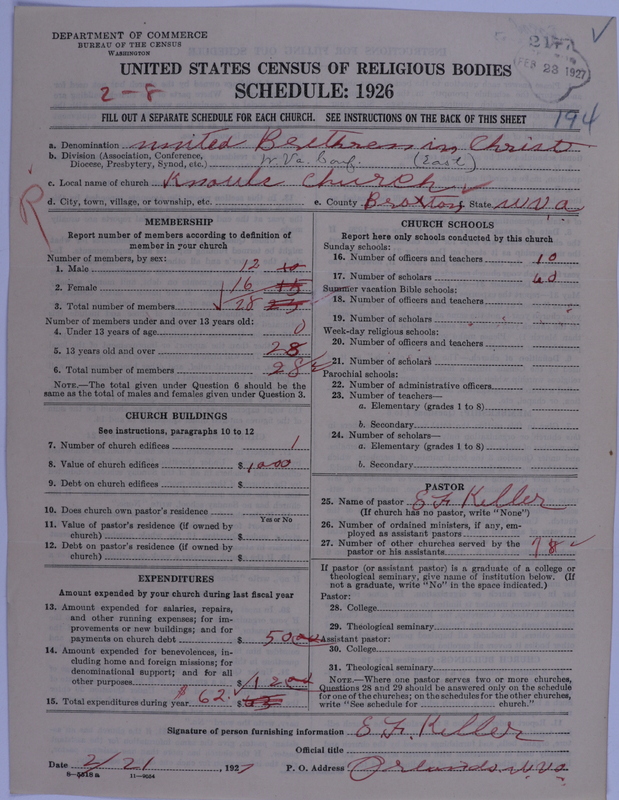 DEPARTMENT OF COMMERCE
BUREAU OF THE CENSUS
WASHINGTON
217
FEB 23 1927
UNITED STATES CENSUS OF RELIGIOUS BODIES
2-8
SCHEDULE: 1926
FILL OUT A SEPARATE SCHEDULE FOR EACH CHURCH. SEE INSTRUCTIONS ON THE BACK OF THIS SHEET
194
a. Denomination United Brethren in Christ
b. Division (Association, Conference,
Diocese, Presbytery, Synod, etc.) W. Va. Conf (East)
c. Local name of church Knouls Church
d. City, town, village, or township, etc. e. County Braxton State W.V.a
R
MEMBERSHIP
Report number of members according to definition of
member in your church
Number of members, by sex:
1. Male 12 10
2. Female 16 15
3. Total number of members 28 25
Number of members under and over 13 years old:
4. Under 13 years of age 0
5. 13 years old and over 28
6. Total number of members 28
NOTE.—The total given under Question 6 should be the
same as the total of males and females given under Question 3.
CHURCH BUILDINGS
See instructions, paragraphs 10 to 12
7. Number of church edifices 1
8. Value of church edifices $1000
9. Debt on church edifices $
10. Does church own pastor's residence
Yes or No
11. Value of pastor's residence (if owned by
church) $
12. Debt on pastor's residence (if owned by
church) $
EXPENDITURES
Amount expended by your church during last fiscal year
13. Amount expended for salaries, repairs,
and other running expenses; for im-
provements or new buildings; and for
payments on church debt $ 50
14. Amount expended for benevolences, in-
cluding home and foreign missions; for
denominational support; and for all
other purposes $ 12
$ 62
15. Total expenditures during year $
CHURCH SCHOOLS
Report here only schools conducted by this church
Sunday schools:
16. Number of officers and teachers 10
17. Number of scholars 40
Summer vacation Bible schools:
18. Number of officers and teachers
19. Number of scholars
Week-day religious schools:
20. Number of officers and teachers
21. Number of scholars
Parochial schools:
22. Number of administrative officers
23. Number of teachers—
a. Elementary (grades 1 to 8)
b. Secondary
24. Number of scholars—
a. Elementary (grades 1 to 8)
b. Secondary
PASTOR
25. Name of pastor E F Keller
(If church has no pastor, write "None")
26. Number of ordained ministers, if any, em-
ployed as assistant pastors
27. Number of other churches served by the
pastor or his assistants 7 8
If pastor (or assistant pastor) is a graduate of a college or
theological seminary, give name of institution below. (If
not a graduate, write "No" in the space indicated.)
Pastor:
28. College
29. Theological seminary
Assistant pastor:
30. College
31. Theological seminary
NOTE.—Where one pastor serves two or more churches,
Questions 28 and 29 should be answered only on the schedule
for one of the churches; on the schedules for the other churches,
write "See schedule for church."
Signature of person furnishing information E. F. Keller
Official title
Date 2/21, 1927 P. O. Address Orlando, W. Va
8-5518 a 11-9054